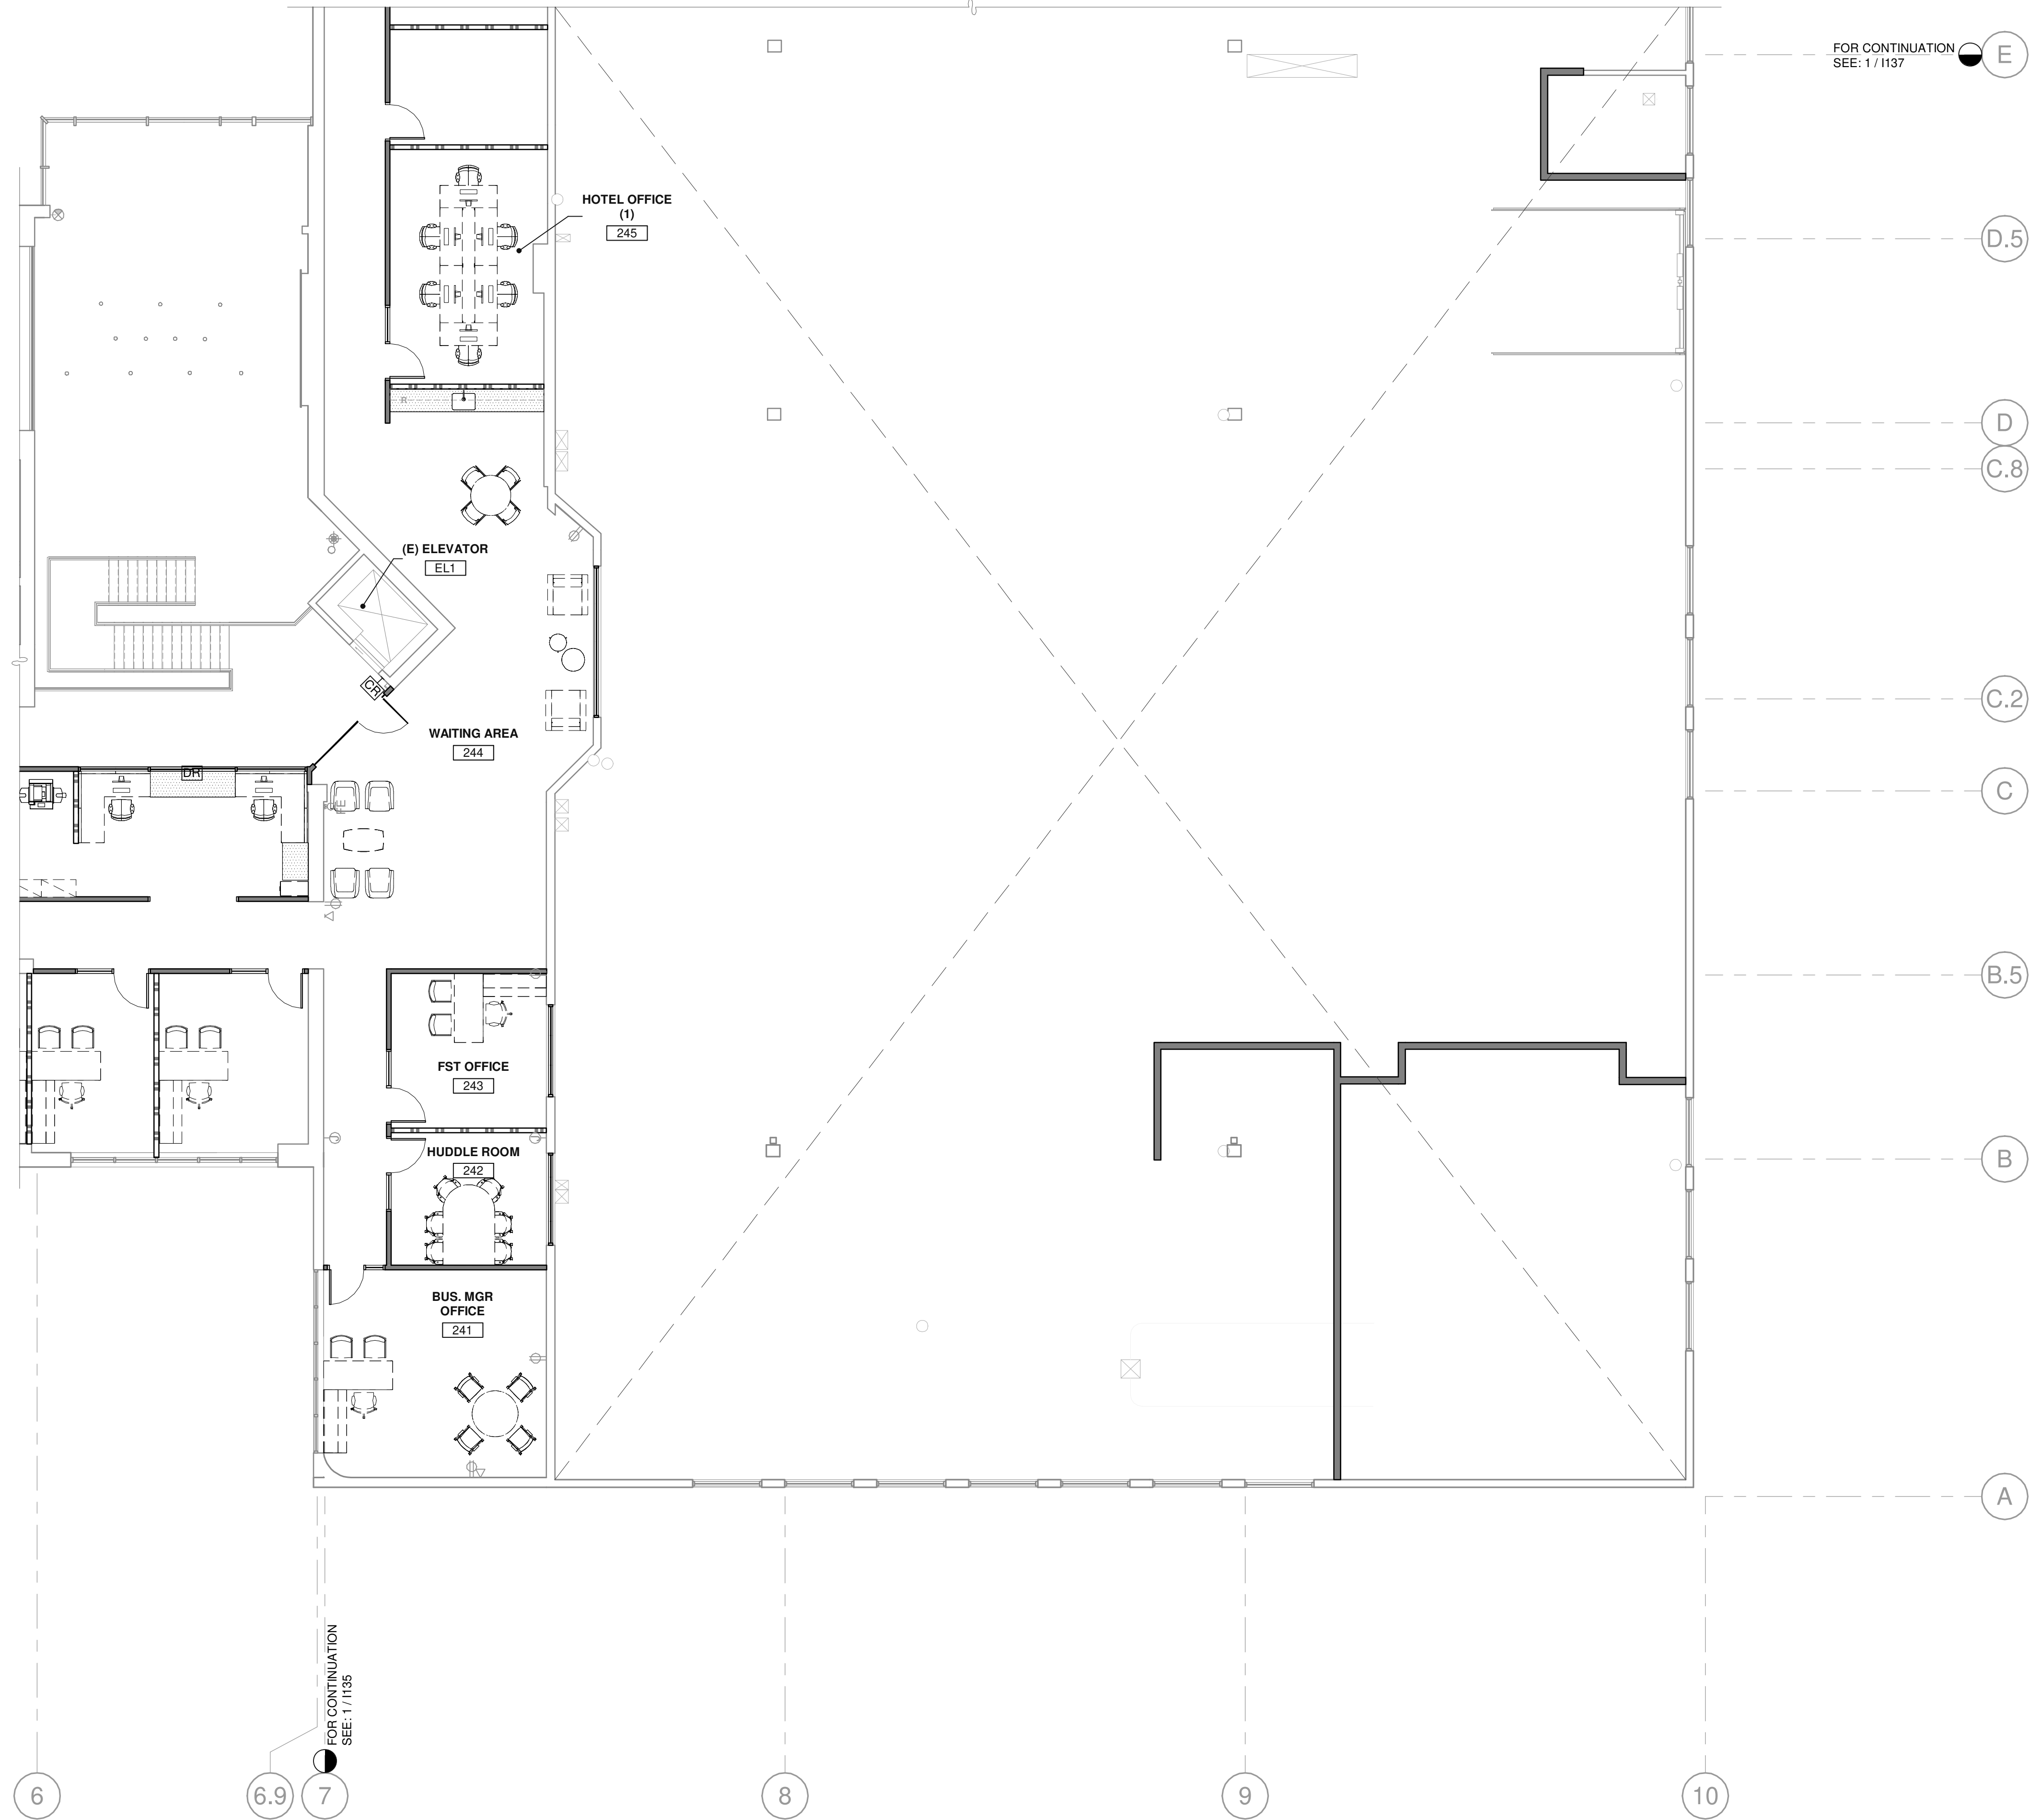 FOR CONTINUATION
SEE: 1 / I137
E
HOTEL OFFICE
(1)
245
D.5
R
D
C.8
(E) ELEVATOR
EL1
CR
C.2
WAITING AREA
244
DR
C
B.5
FST OFFICE
243
HUDDLE ROOM
242
B
BUS. MGR
OFFICE
241
A
FOR CONTINUATION
SEE: 1 / I135
6
6.9
7
8
9
10